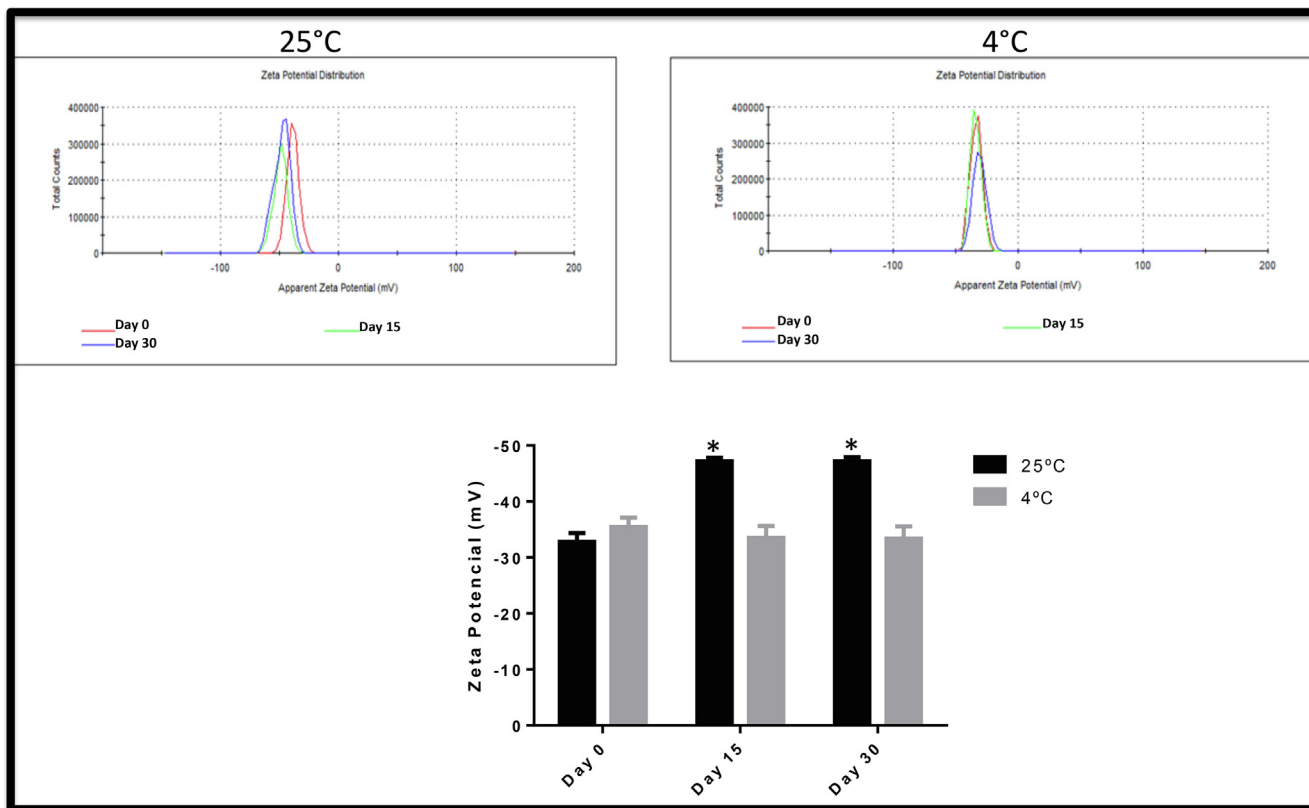 25°C
Zeta Potential Distribution
400000
300000
200000
100000
0
Total Counts
-100 0 100 200
Apparent Zeta Potential (mV)
Day 0 Day 15
Day 30
4°C
Zeta Potential Distribution
400000
300000
200000
100000
0
Total Counts
-100 0 100 200
Apparent Zeta Potential (mV)
Day 0 Day 15
Day 30
-50
-40
-30
-20
-10
0
Zeta Potencial (mV)
* *
25ºC
4ºC
Day 0 Day 15 Day 30